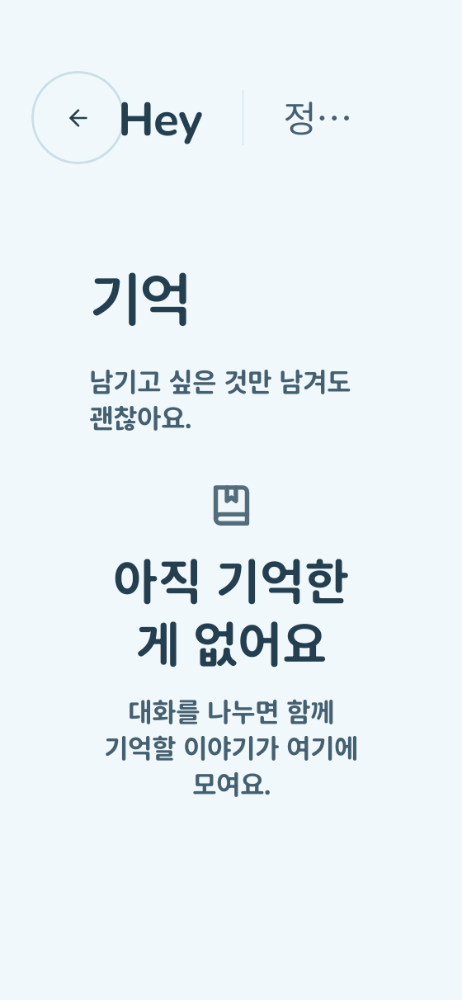 Hey
정…
기억
남기고 싶은 것만 남겨도
괜찮아요.
아직 기억한
게 없어요
대화를 나누면 함께
기억할 이야기가 여기에
모여요.